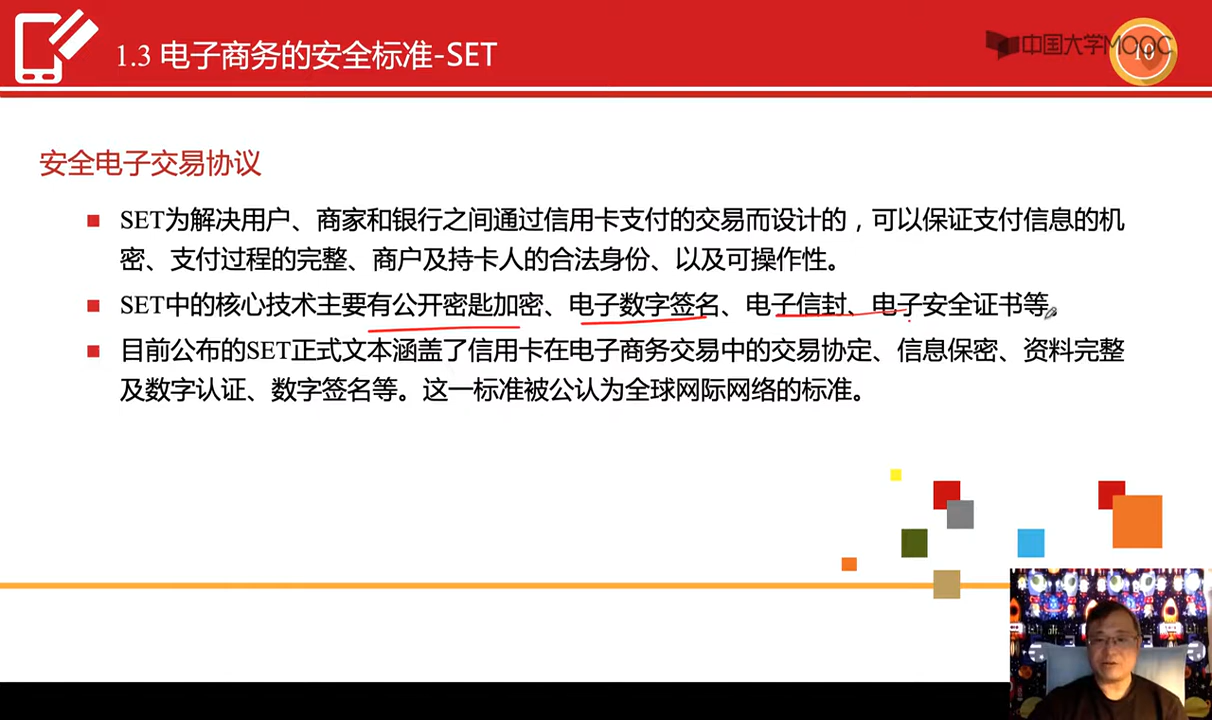 1.3 电子商务的安全标准-SET
中国大学MOOC
10
安全电子交易协议
SET为解决用户、商家和银行之间通过信用卡支付的交易而设计的，可以保证支付信息的机
密、支付过程的完整、商户及持卡人的合法身份、以及可操作性。
SET中的核心技术主要有公开密匙加密、电子数字签名、电子信封、电子安全证书等。
目前公布的SET正式文本涵盖了信用卡在电子商务交易中的交易协定、信息保密、资料完整
及数字认证、数字签名等。这一标准被公认为全球网际网络的标准。